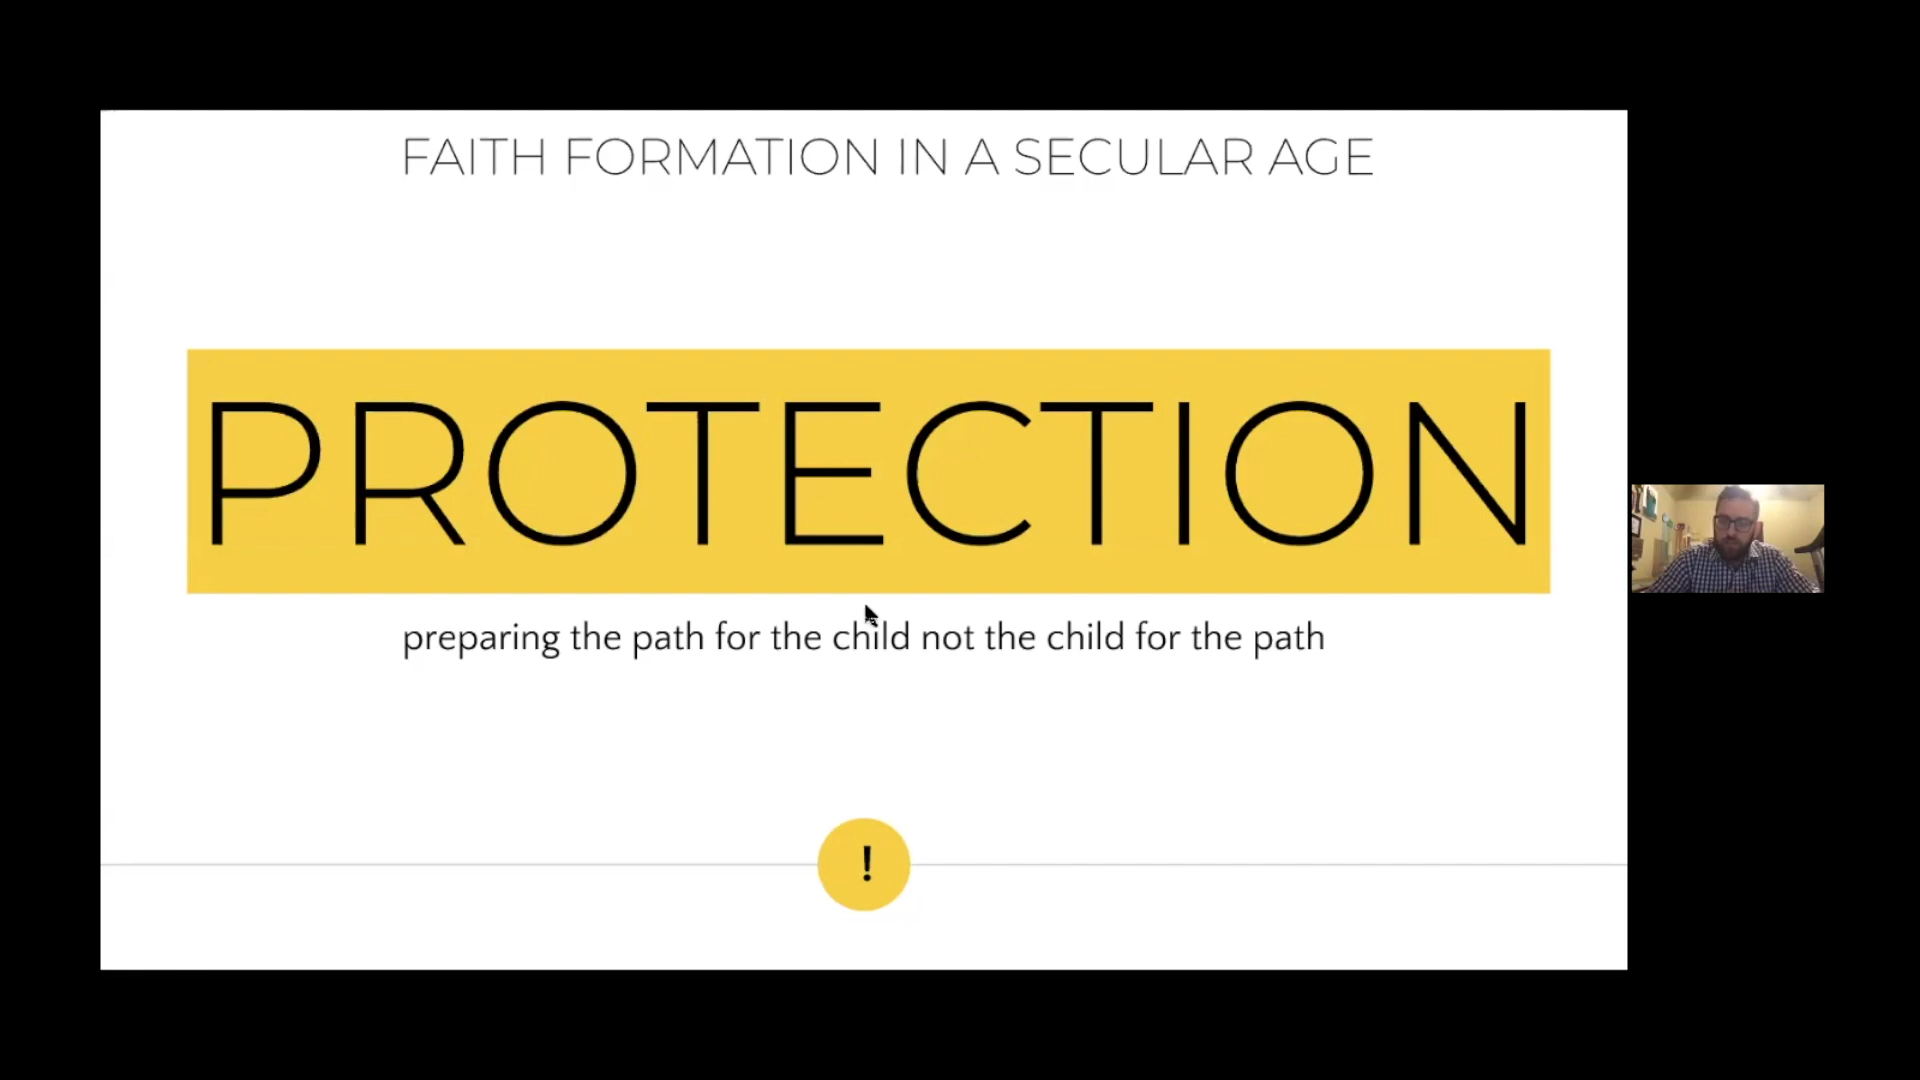 FAITH FORMATION IN A SECULAR AGE
PROTECTION
preparing the path for the child not the child for the path
!